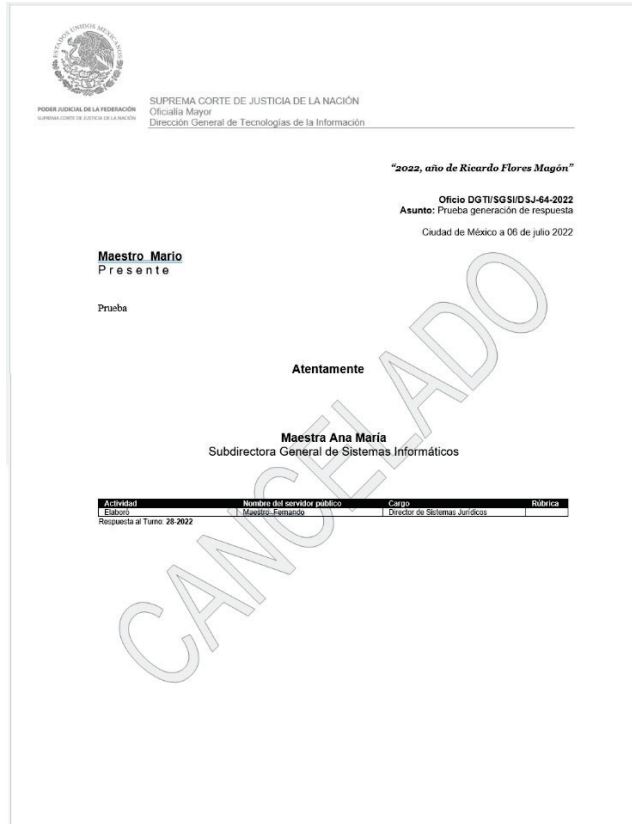 ESTADOS UNIDOS MEXICANOS
PODER JUDICIAL DE LA FEDERACIÓN
SUPREMA CORTE DE JUSTICIA DE LA NACIÓN
SUPREMA CORTE DE JUSTICIA DE LA NACIÓN
Oficialía Mayor
Dirección General de Tecnologías de la Información
“2022, año de Ricardo Flores Magón”
Oficio DGTI/SGSI/DSJ-64-2022
Asunto: Prueba generación de respuesta
Ciudad de México a 06 de julio 2022
Maestro Mario
P r e s e n t e
Prueba
Atentamente
Maestra Ana María
Subdirectora General de Sistemas Informáticos
Actividad Nombre del servidor público Cargo Rúbrica
Elaboró Maestro Fernando Director de Sistemas Jurídicos
Respuesta al Turno: 28-2022
CANCELADO